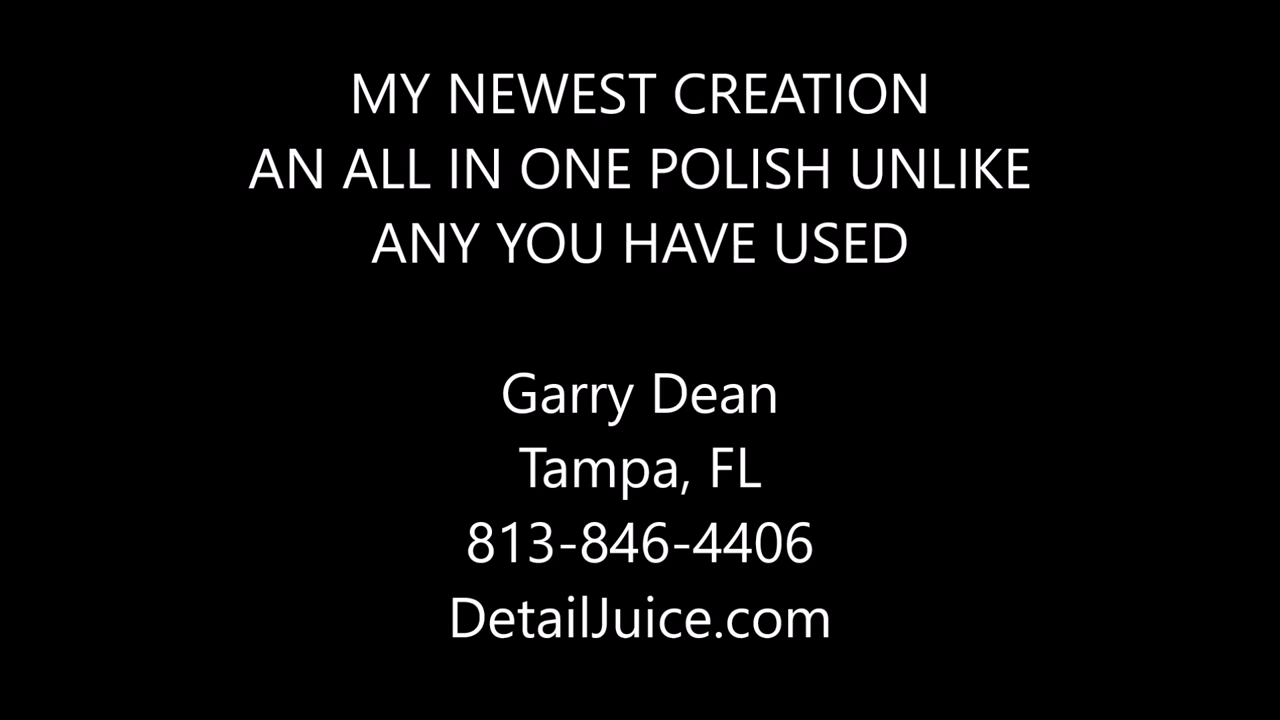 MY NEWEST CREATION
AN ALL IN ONE POLISH UNLIKE
ANY YOU HAVE USED
Garry Dean
Tampa, FL
813-846-4406
DetailJuice.com